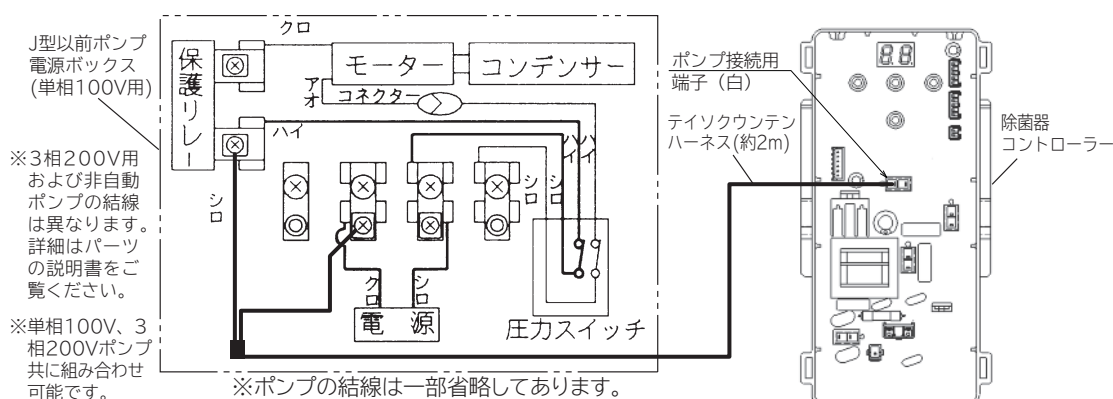 J型以前ポンプ
電源ボックス
(単相100V用)
※3相200V用
および非自動
ポンプの結線
は異なります。
詳細はパーツ
の説明書をご
覧ください。
※単相100V、3
相200Vポンプ
共に組み合わせ
可能です。
保護リレー
クロ
モーター
コンデンサー
アオ
コネクター
ハイ
ハイ
ハイ
シロ
シロ
シロ
クロ
シロ
電源
圧力スイッチ
※ポンプの結線は一部省略してあります。
ポンプ接続用
端子(白)
テイソクウンテン
ハーネス(約2m)
88
除菌器
コントローラー